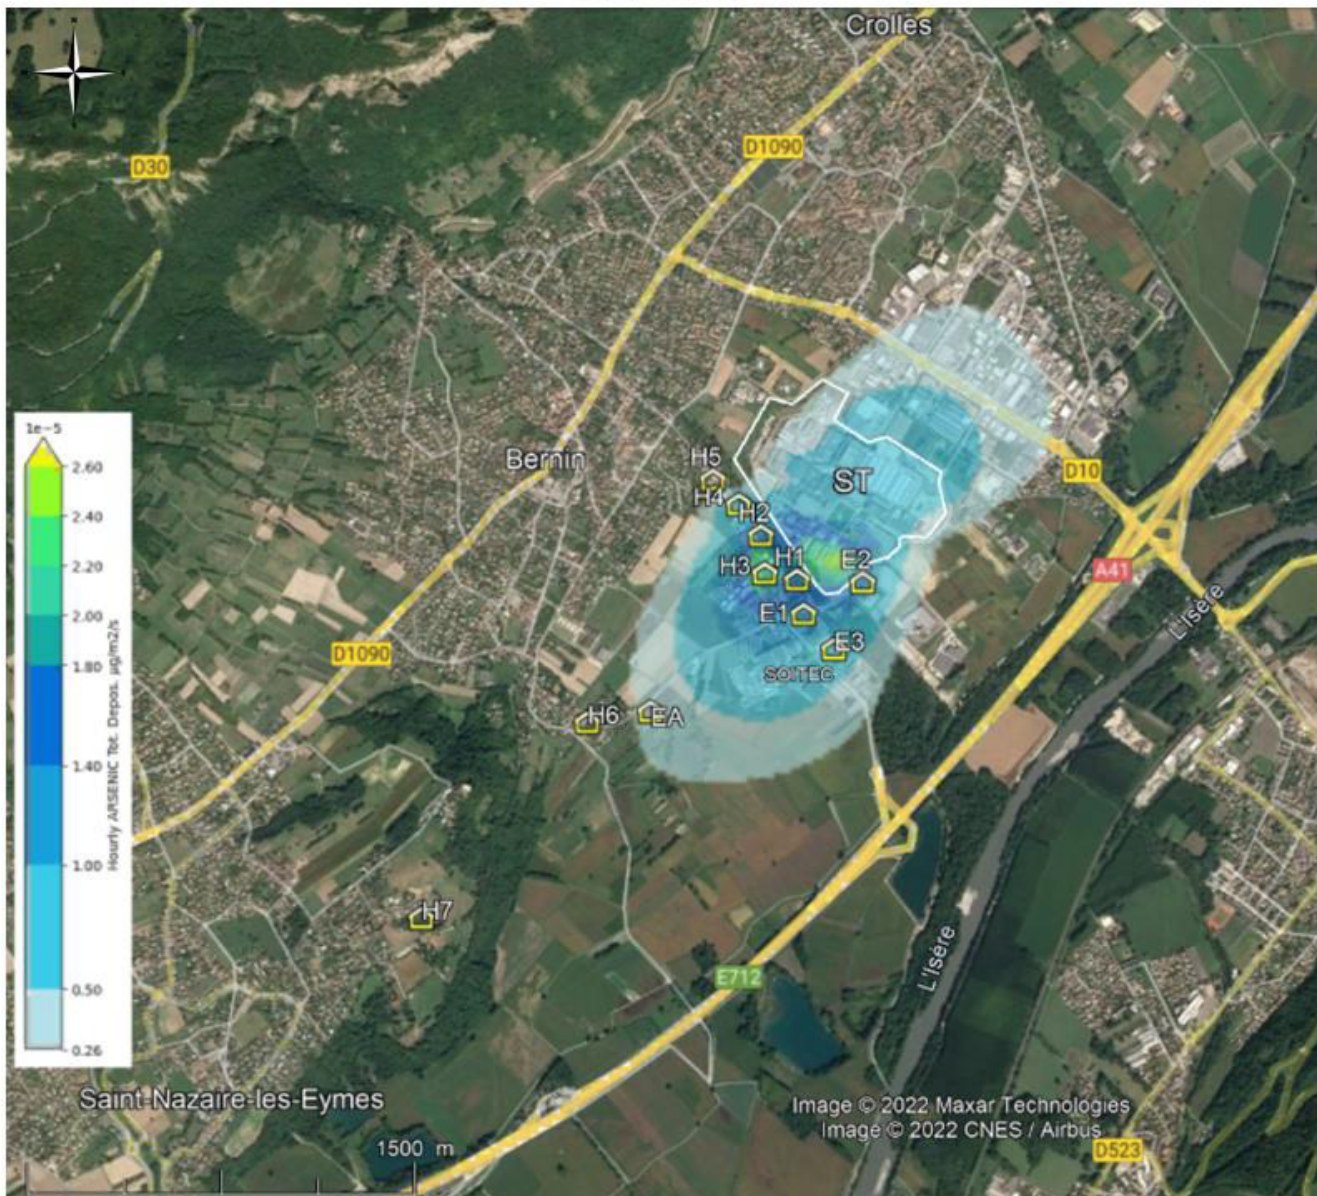 Crolles
D1090
D30
1e-5
2.60
2.40
2.20
2.00
1.80
1.40
1.00
0.50
0.26
Hourly ARSENIC Tot. Depos. µg/m2/s
Bernin
H5
H4
H2
ST
D10
H3
H1
E2
A41
L'Isère
E1
E3
SOITEC
D1090
H6
EA
H7
L'Isère
E712
Saint-Nazaire-les-Eymes
1500 m
Image © 2022 Maxar Technologies
Image © 2022 CNES / Airbus
D523